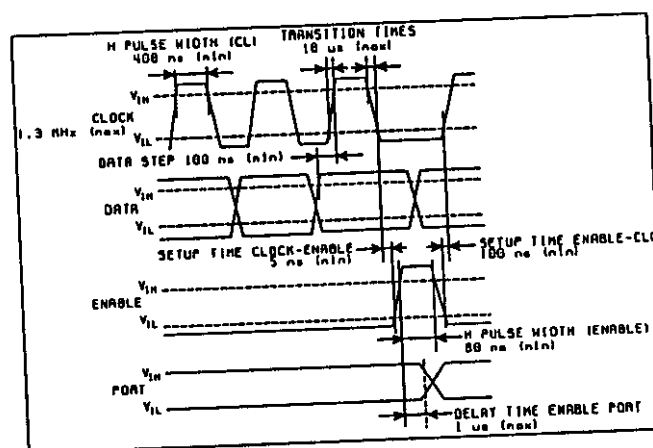 H PULSE WIDTH (CL)
400 ns (min)
TRANSITION TIMES
10 us (max)
VIH
CLOCK
1.3 MHz (max)
VIL
DATA STEP 100 ns (min)
VIH
DATA
VIL
SETUP TIME CLOCK-ENABLE
5 ns (min)
SETUP TIME ENABLE-CLO
100 ns (min)
VIH
ENABLE
VIL
H PULSE WIDTH (ENABLE)
80 ns (min)
VIH
PORT
VIL
DELAY TIME ENABLE PORT
1 us (max)